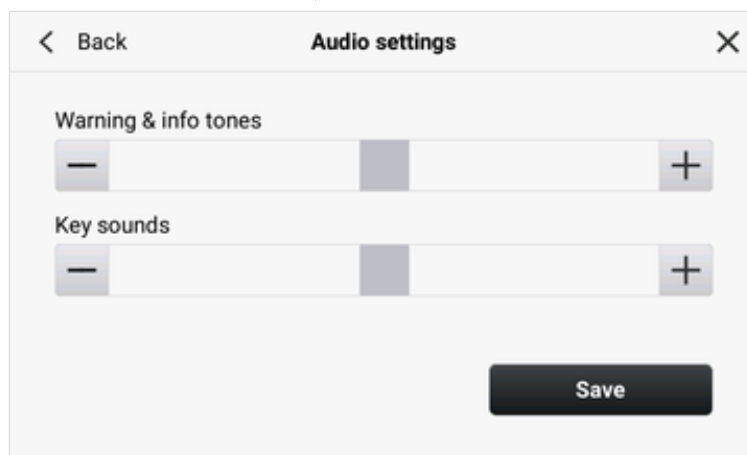 Back
Audio settings
Warning & info tones
Key sounds
Save